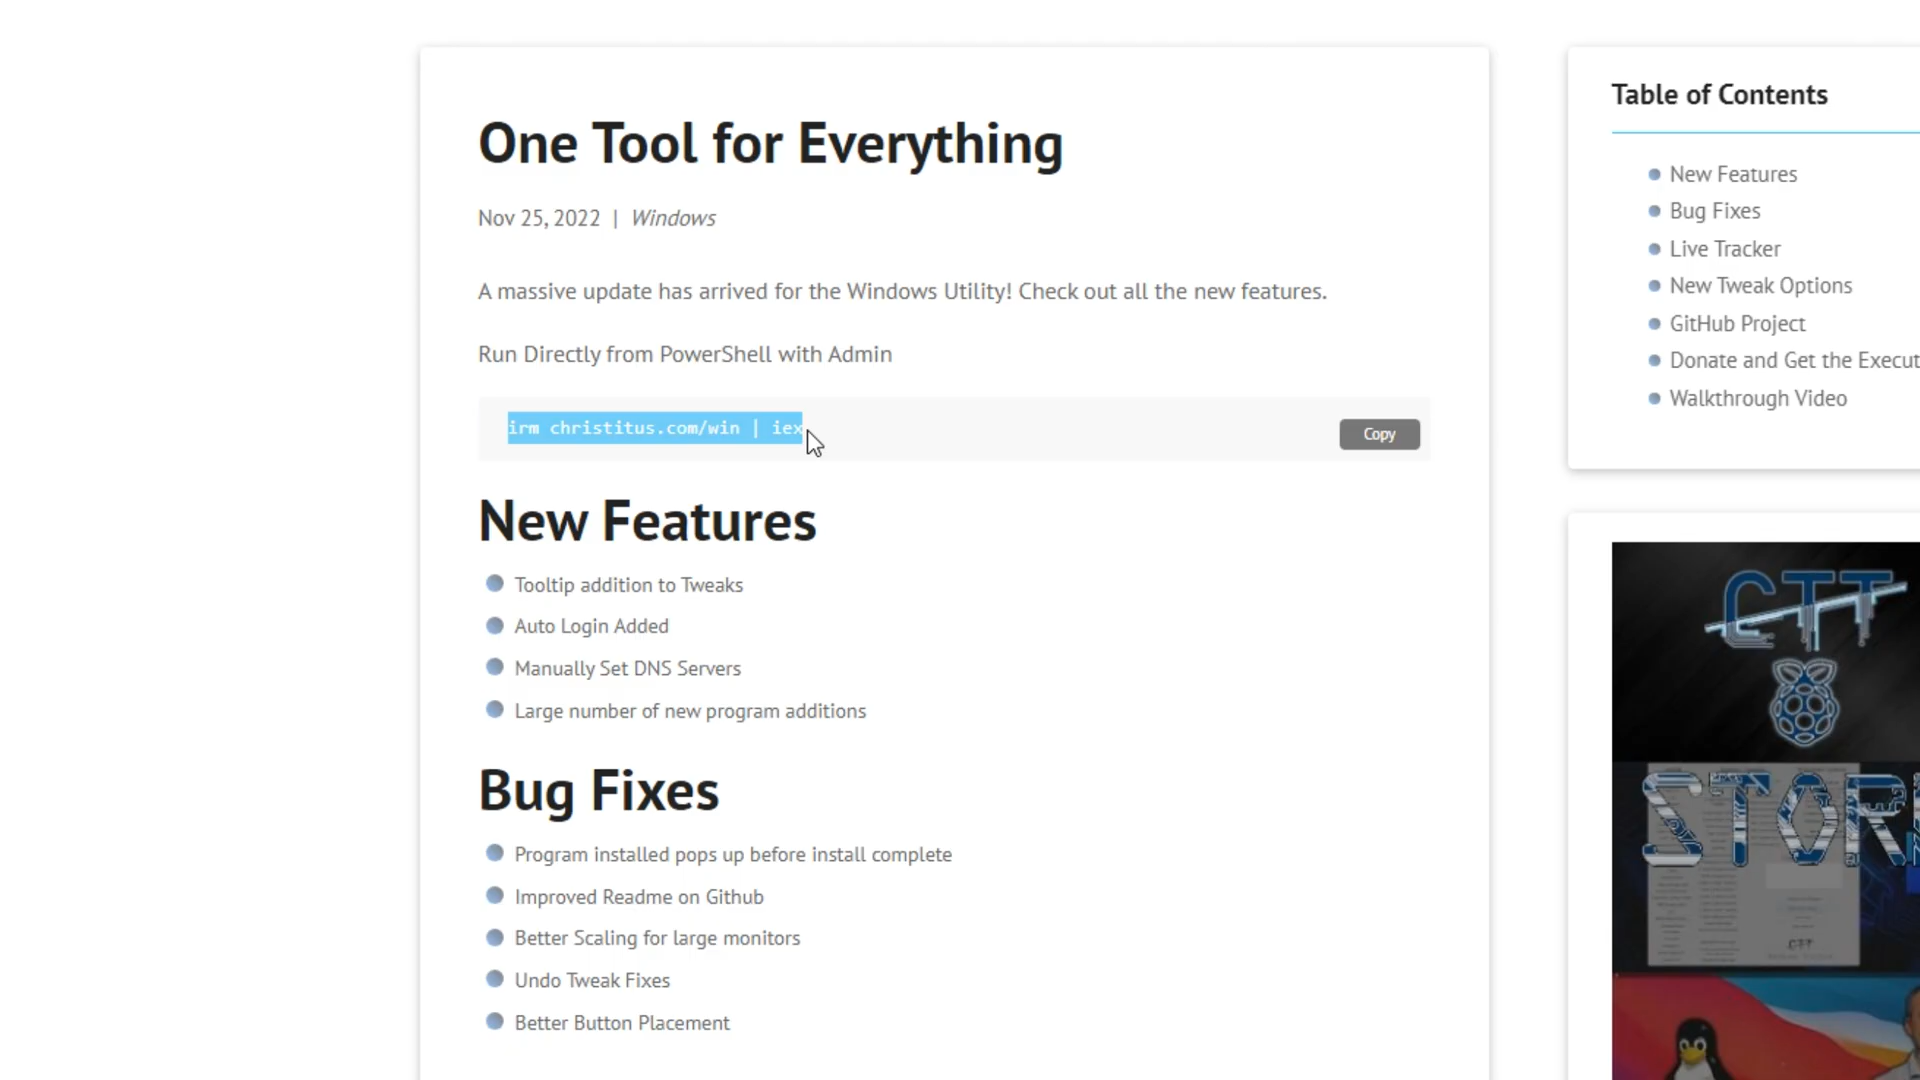 One Tool for Everything
Nov 25, 2022 | Windows
A massive update has arrived for the Windows Utility! Check out all the new features.
Run Directly from PowerShell with Admin
irm christitus.com/win | iex
Copy
New Features
Tooltip addition to Tweaks
Auto Login Added
Manually Set DNS Servers
Large number of new program additions
Bug Fixes
Program installed pops up before install complete
Improved Readme on Github
Better Scaling for large monitors
Undo Tweak Fixes
Better Button Placement
Table of Contents
New Features
Bug Fixes
Live Tracker
New Tweak Options
GitHub Project
Donate and Get the Execut
Walkthrough Video
CTT
STOR
CTT